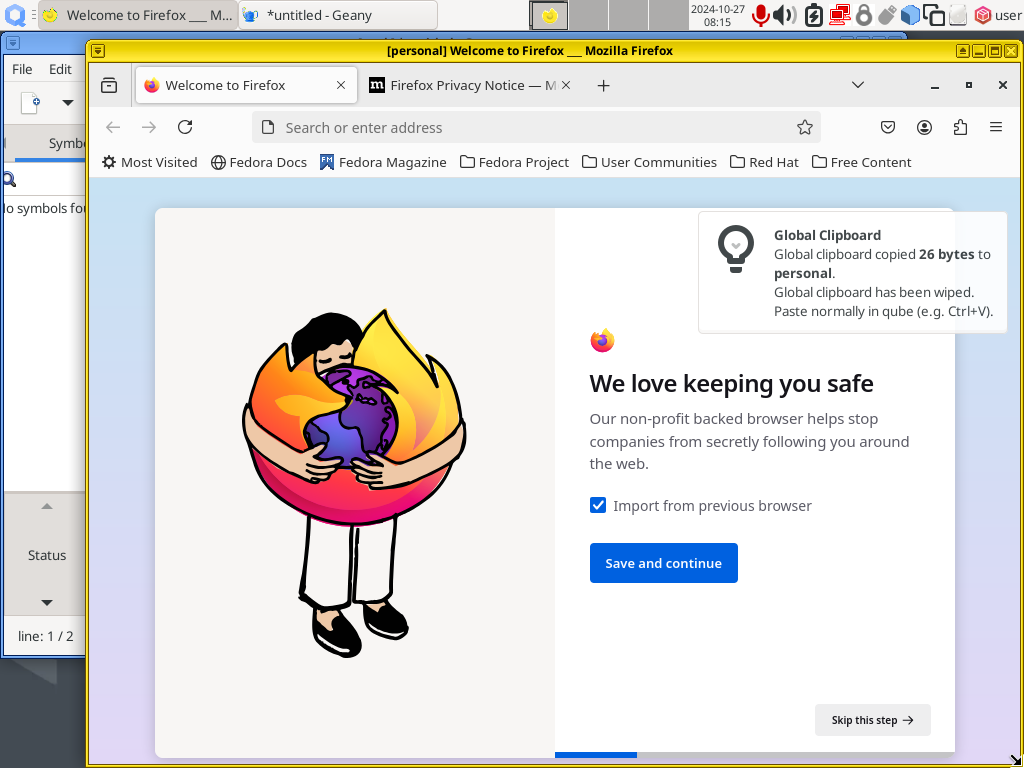 Welcome to Firefox ___ M...
*untitled - Geany
2024-10-27
08:15
user
[personal] Welcome to Firefox ___ Mozilla Firefox
File Edit
Welcome to Firefox
Firefox Privacy Notice — M
Search or enter address
Most Visited
Fedora Docs
Fedora Magazine
Fedora Project
User Communities
Red Hat
Free Content
Global Clipboard
Global clipboard copied 26 bytes to
personal.
Global clipboard has been wiped.
Paste normally in qube (e.g. Ctrl+V).
We love keeping you safe
Our non-profit backed browser helps stop
companies from secretly following you around
the web.
Import from previous browser
Save and continue
Skip this step
Status
line: 1 / 2